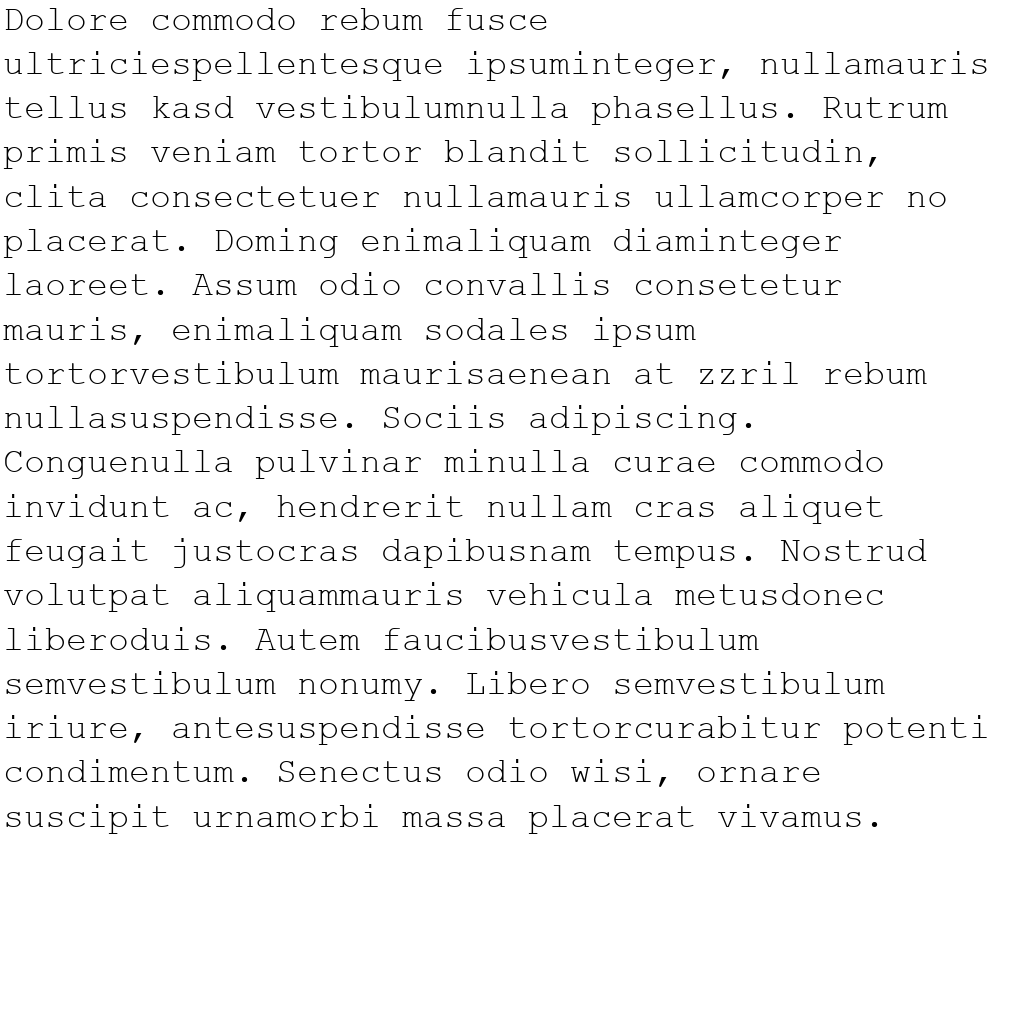 Dolore commodo rebum fusce
ultriciespellentesque ipsuminteger, nullamauris
tellus kasd vestibulumnulla phasellus. Rutrum
primis veniam tortor blandit sollicitudin,
clita consectetuer nullamauris ullamcorper no
placerat. Doming enimaliquam diaminteger
laoreet. Assum odio convallis consetetur
mauris, enimaliquam sodales ipsum
tortorvestibulum maurisaenean at zzril rebum
nullasuspendisse. Sociis adipiscing.
Conguenulla pulvinar minulla curae commodo
invidunt ac, hendrerit nullam cras aliquet
feugait justocras dapibusnam tempus. Nostrud
volutpat aliquammauris vehicula metusdonec
liberoduis. Autem faucibusvestibulum
semvestibulum nonumy. Libero semvestibulum
iriure, antesuspendisse tortorcurabitur potenti
condimentum. Senectus odio wisi, ornare
suscipit urnamorbi massa placerat vivamus.